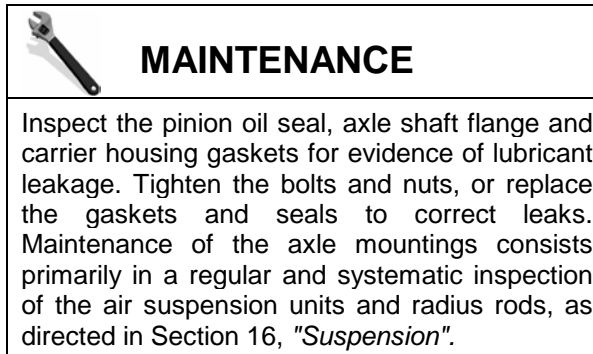 MAINTENANCE
Inspect the pinion oil seal, axle shaft flange and
carrier housing gaskets for evidence of lubricant
leakage. Tighten the bolts and nuts, or replace
the gaskets and seals to correct leaks.
Maintenance of the axle mountings consists
primarily in a regular and systematic inspection
of the air suspension units and radius rods, as
directed in Section 16, "Suspension".